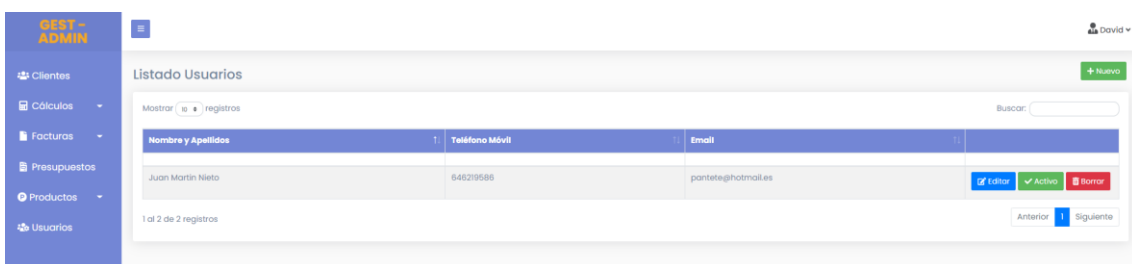 GEST -
ADMIN
David
Clientes
Cálculos
Facturas
Presupuestos
Productos
Usuarios
Listado Usuarios
+ Nuevo
Mostrar 10 registros
Buscar:
Nombre y Apellidos Teléfono Móvil Email
Juan Martin Nieto 646219586 pantete@hotmail.es Editar Activo Borrar
1 al 2 de 2 registros
Anterior 1 Siguiente